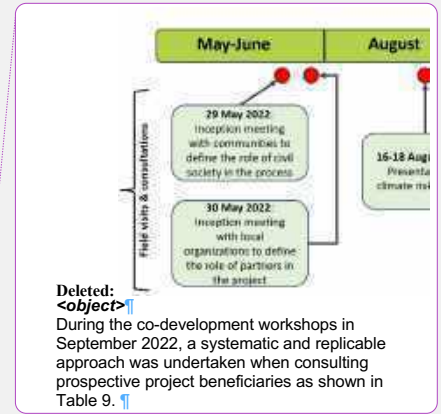 May-June
August
29 May 2022
Inception meeting
with communities to
define the role of civil
society in the process
16-18 Augu
Presenta
climate ris
Field visits & consultations
30 May 2022
Inception meeting
with local
organizations to define
the role of partners in
the project
Deleted:
<object>¶
During the co-development workshops in
September 2022, a systematic and replicable
approach was undertaken when consulting
prospective project beneficiaries as shown in
Table 9. ¶